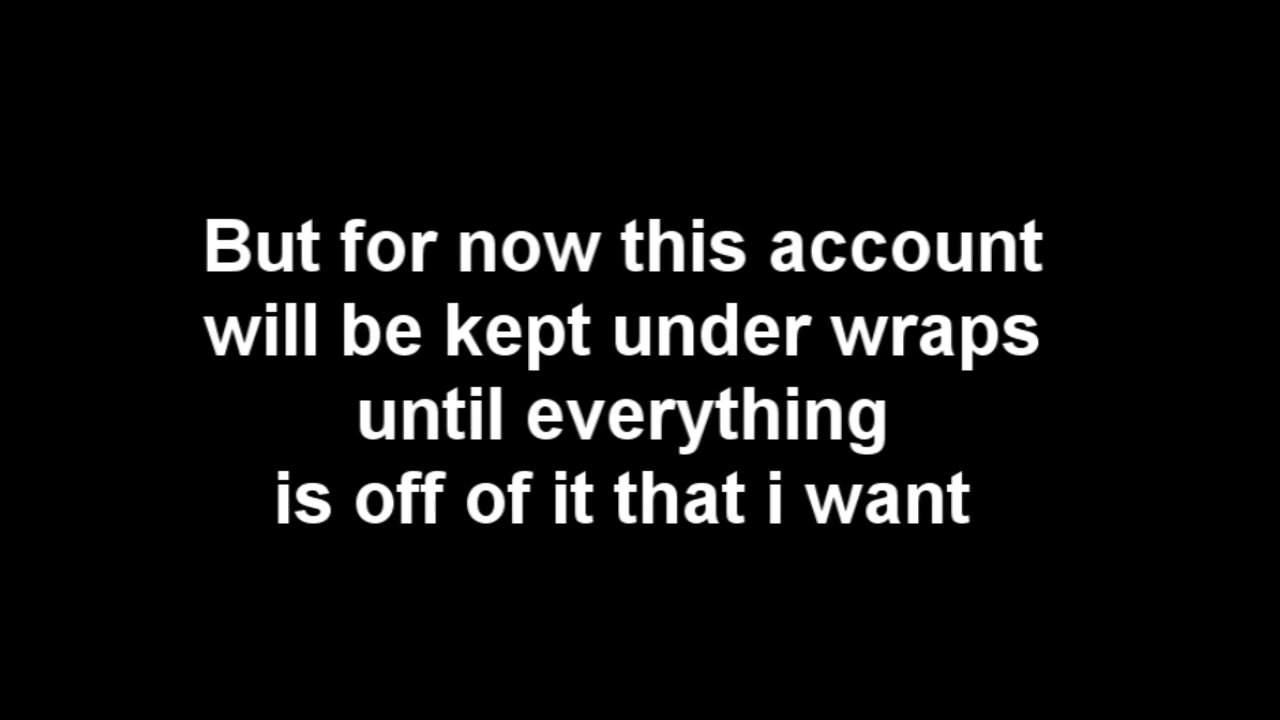 But for now this account
will be kept under wraps
until everything
is off of it that i want